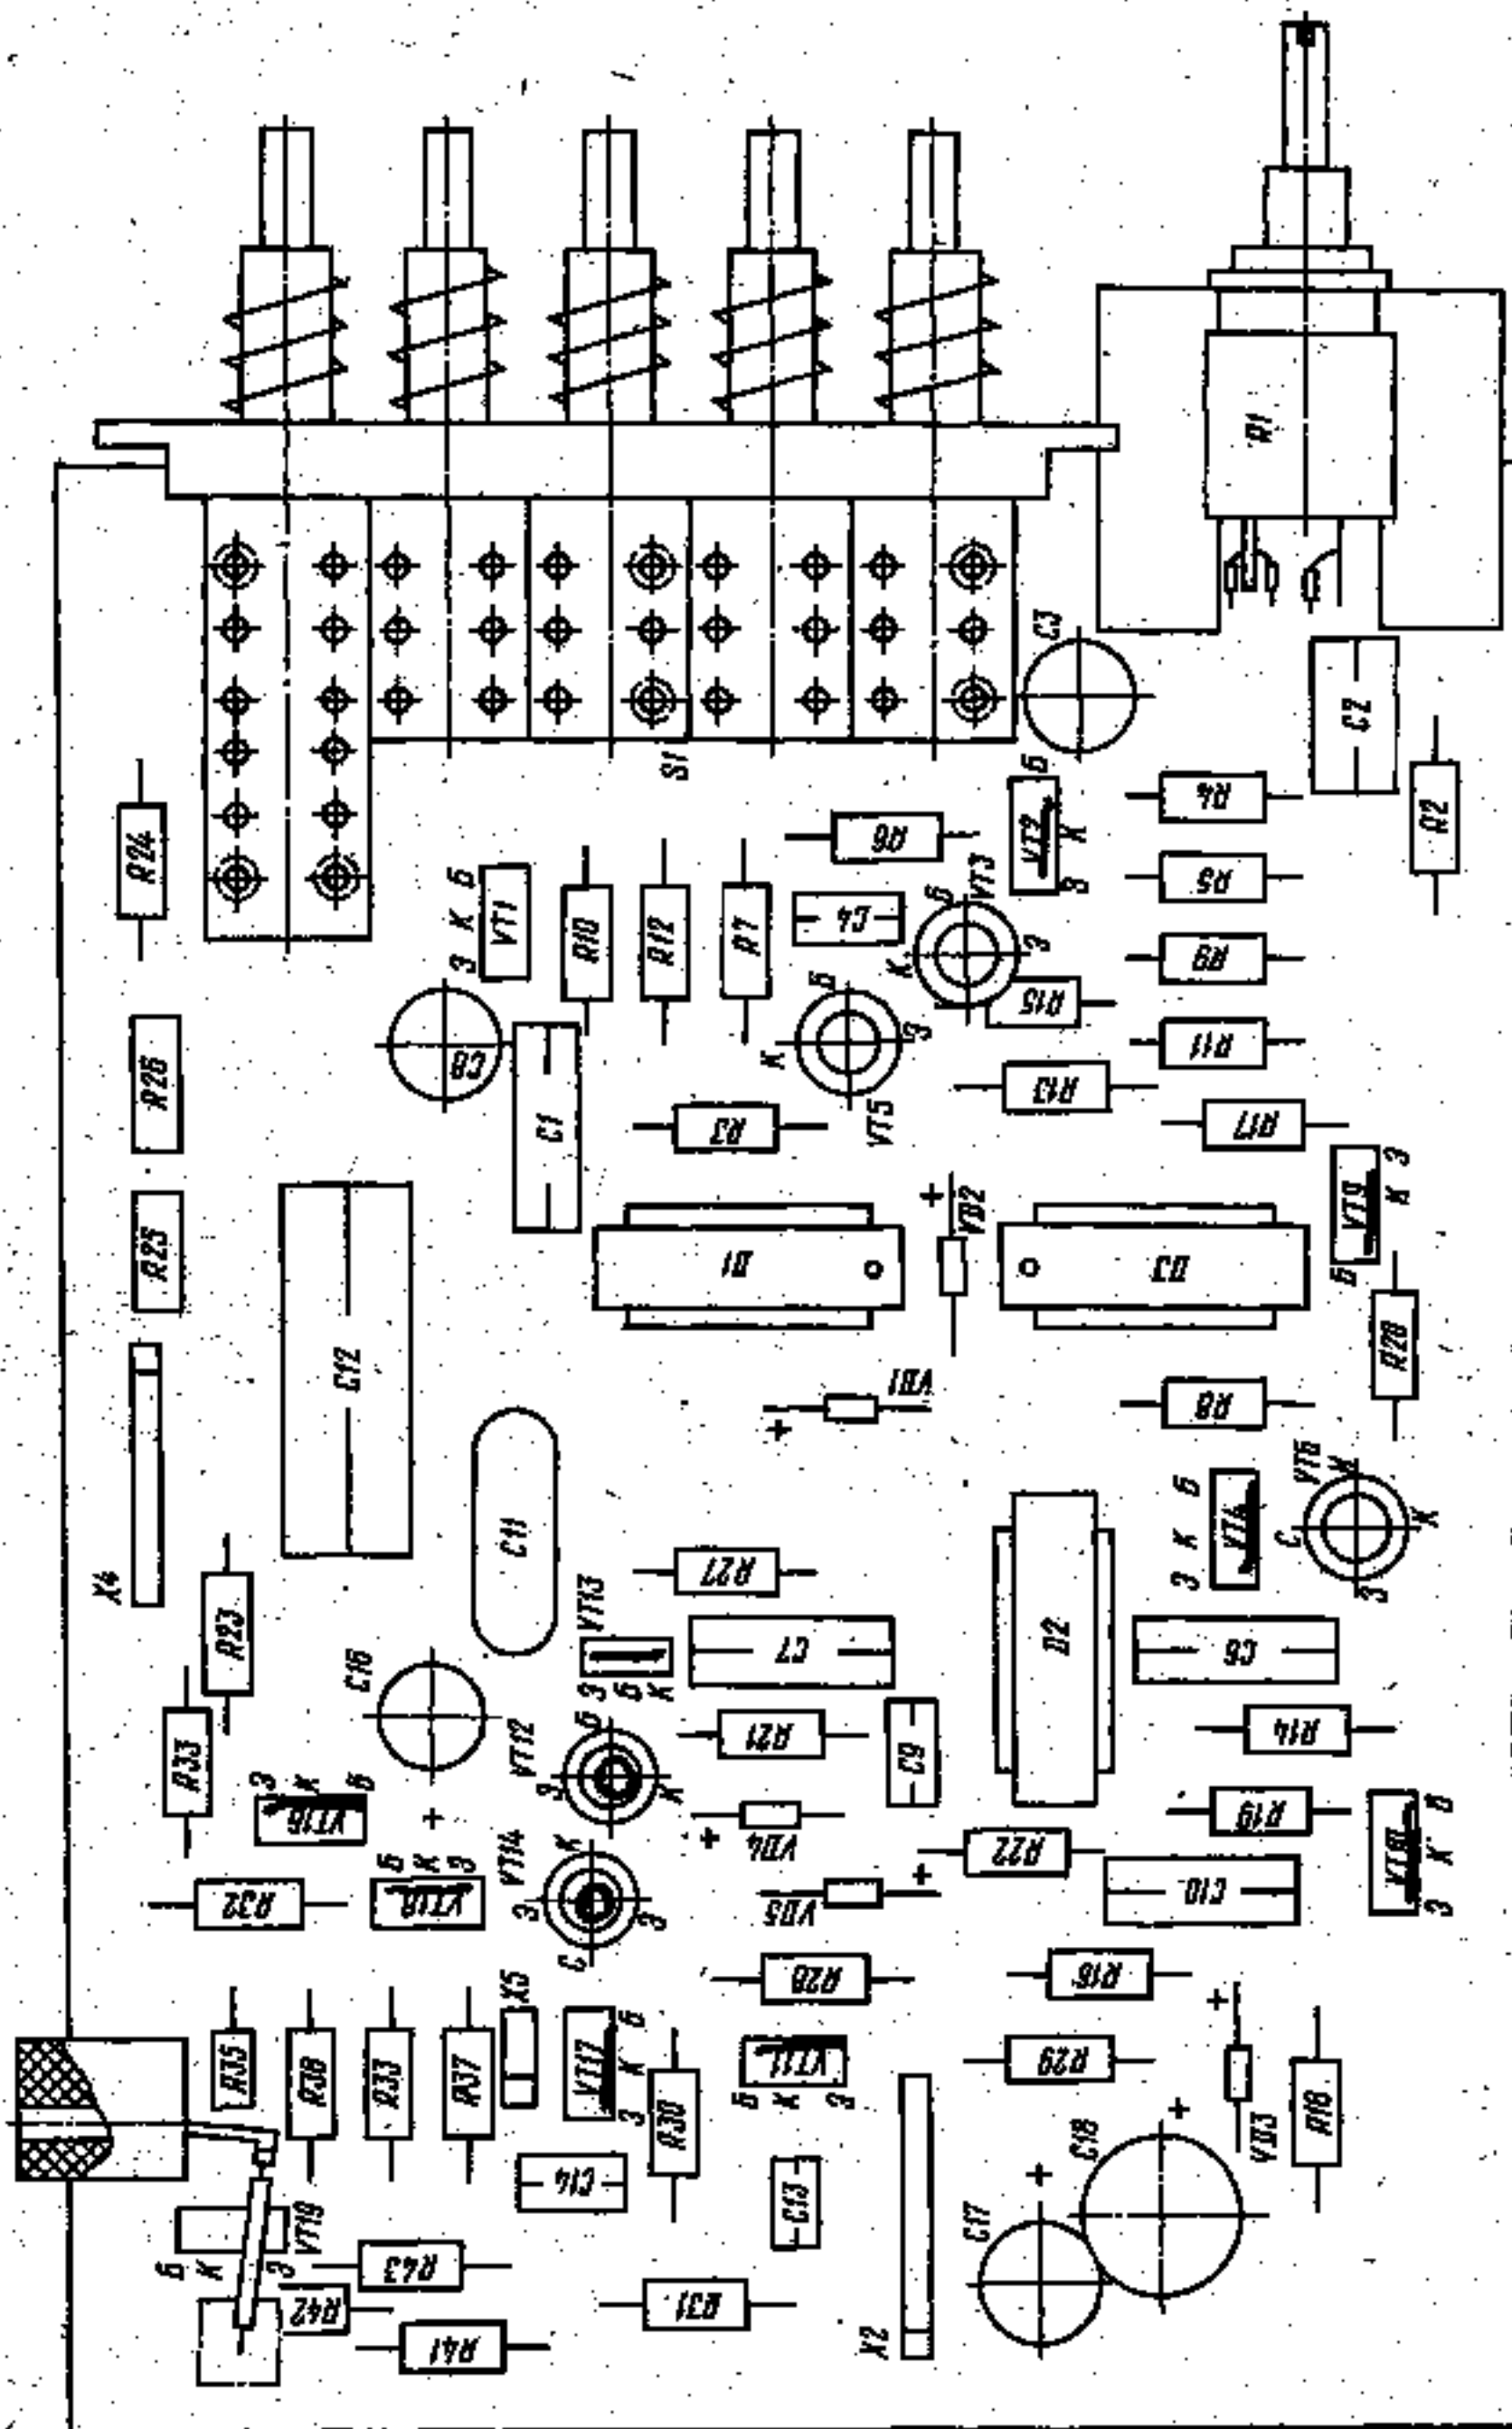 R1
C3
C2
S1
R4
R2
R24
R6
Б
VT2
К
Э
R5
Э К Б
VT1
R10
R12
R7
C4
Б
VT3
К
Э
R9
R15
C8
Б
К
Э
VT5
R11
R26
C1
R13
R3
R17
Э
К
VT9
Б
R25
+
VD2
D1
D3
R20
C12
VD1
+
R8
C11
VT6
И
С
К
Э
Э К Б
VT4
X4
R27
VT13
Э
Б
К
R23
C7
D2
C6
C16
VT12
Б
Э
К
R21
C9
R14
R33
Э
К
Б
VT16
+
+
VD4
R19
Б
К
Э
VT14
К
Э
С
Э
R22
C10
R32
Б
К
Э
VT18
VD5
+
R28
R16
X5
+
R35
R38
R33
R37
VT17
Б
К
Э
R30
VT11
Б
К
Э
R29
VD3
R18
C14
C13
C18
+
C17
+
VT19
Б
К
Э
R43
R42
R31
R41
X2